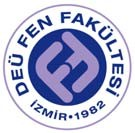 DEÜ FEN FAKÜLTESİ
İZMİR • 1982